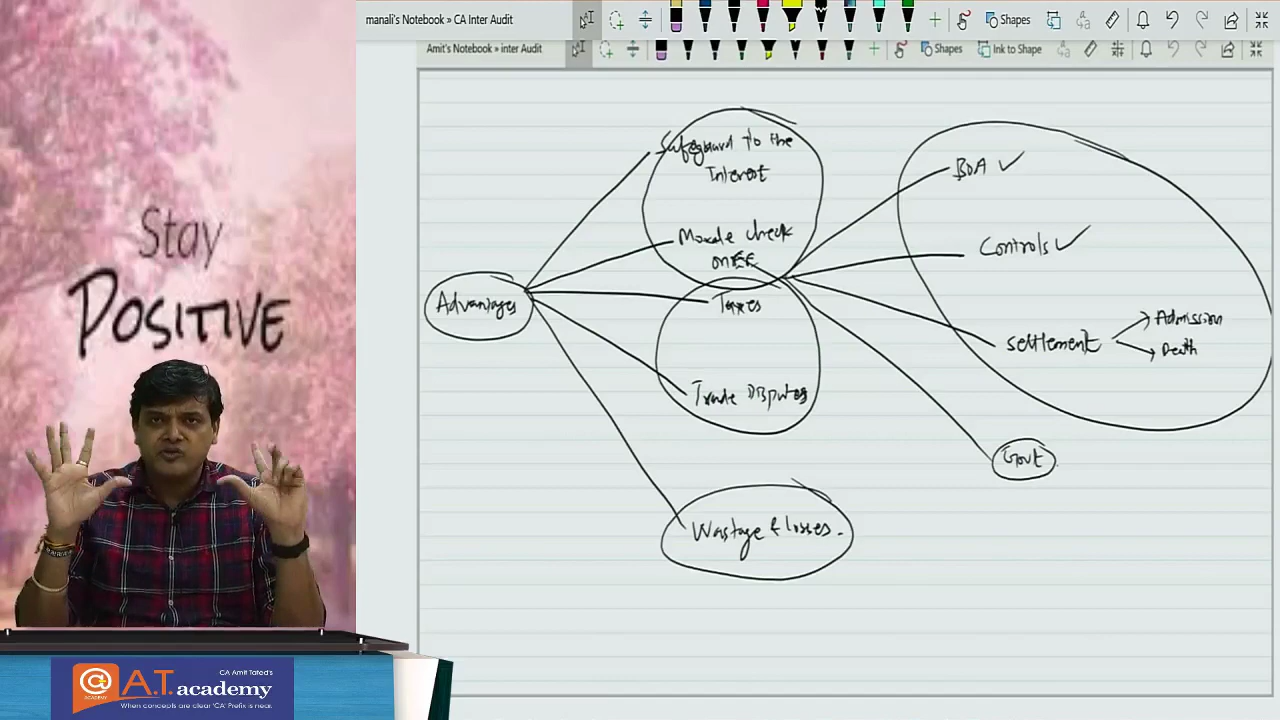 manali's Notebook » CA Inter Audit
Shapes
Amit's Notebook » inter Audit
Shapes
Ink to Shape
Stay
POSITIVE
Advantages
Safeguard to the
Interest
Morale check
on EE
Taxes
Trade Disputes
Wastage & losses.
BOA ✓
Controls ✓
settlement
Admission
Death
Govt
CA Amit Tated's
@
ACADEMY
A.T. academy
When concepts are clear 'CA' Prefix is near.